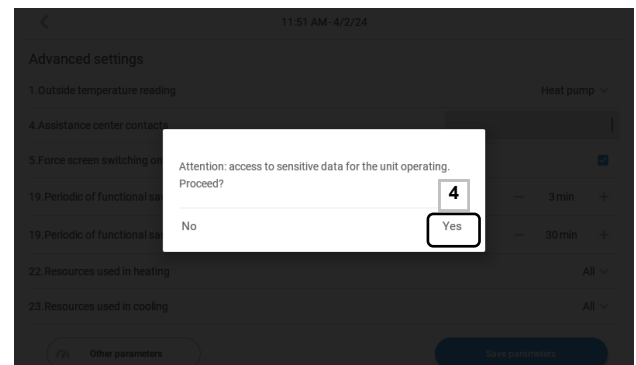 11:51 AM - 4/2/24
Advanced settings
1.Outside temperature reading Heat pump
4.Assistance center contacts
5.Force screen switching on
Attention: access to sensitive data for the unit operating.
Proceed?
4
No Yes
19.Periodic of functional 3 min
19.Periodic of functional 30 min
22.Resources used in heating All
23.Resources used in cooling All
Other parameters Save parameters